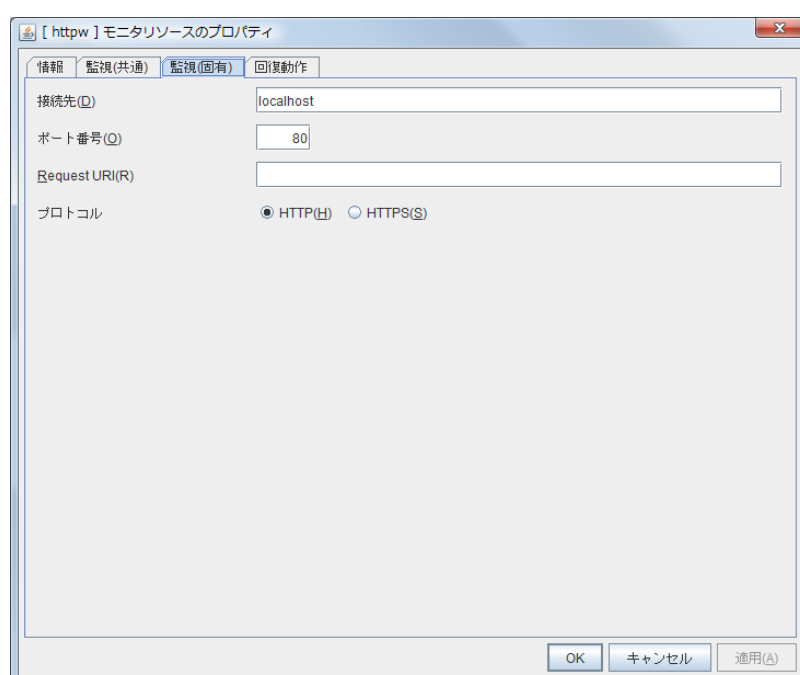 [ httpw ] モニタリソースのプロパティ
情報 監視(共通) 監視(固有) 回復動作
接続先(D) localhost
ポート番号(O) 80
Request URI(R)
プロトコル HTTP(H) HTTPS(S)
OK キャンセル 適用(A)